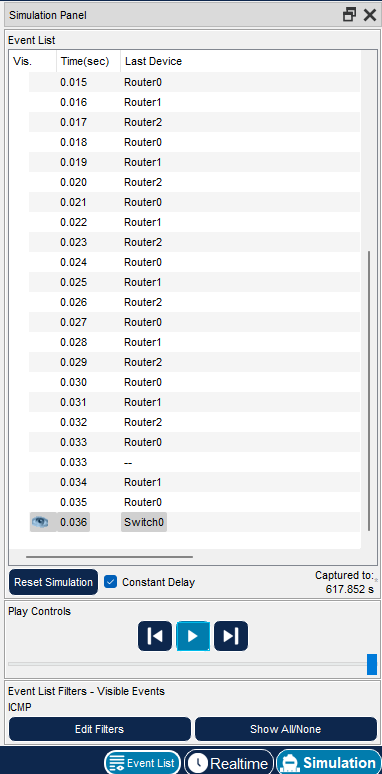 Simulation Panel
Event List
Vis. Time(sec) Last Device
0.015 Router0
0.016 Router1
0.017 Router2
0.018 Router0
0.019 Router1
0.020 Router2
0.021 Router0
0.022 Router1
0.023 Router2
0.024 Router0
0.025 Router1
0.026 Router2
0.027 Router0
0.028 Router1
0.029 Router2
0.030 Router0
0.031 Router1
0.032 Router2
0.033 Router0
0.033 --
0.034 Router1
0.035 Router0
0.036 Switch0
Reset Simulation Constant Delay Captured to:
617.852 s
Play Controls
Event List Filters - Visible Events
ICMP
Edit Filters Show All/None
Event List Realtime Simulation